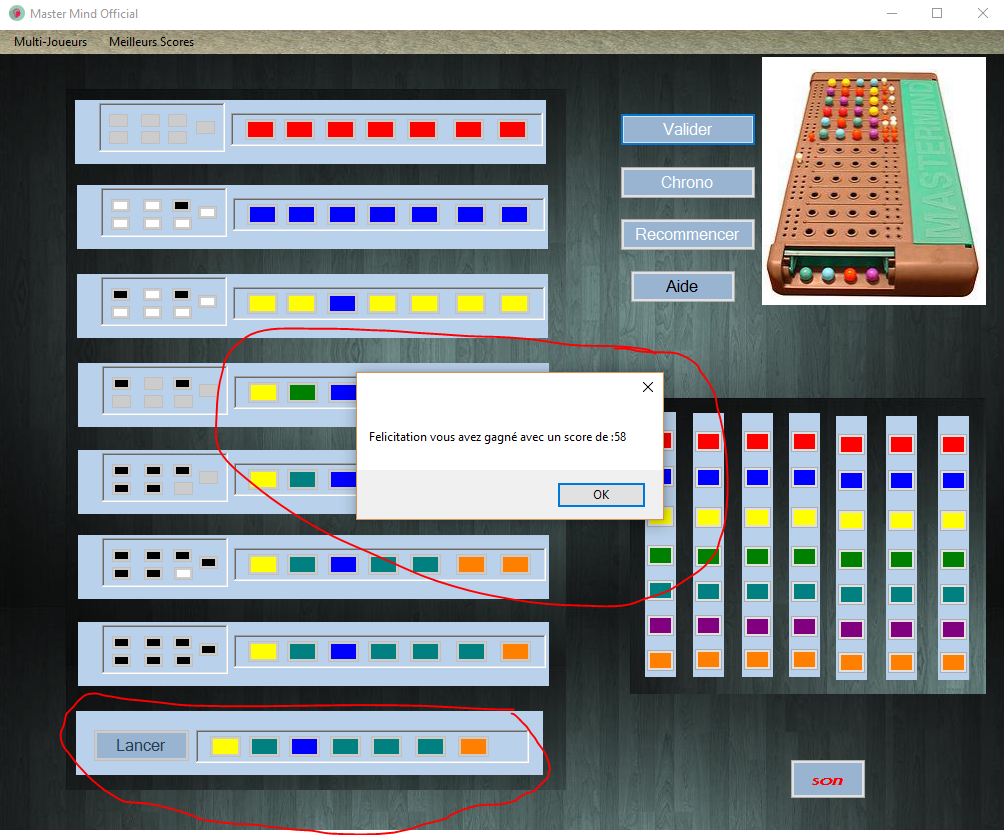 Master Mind Official
Multi-Joueurs Meilleurs Scores
Valider
Chrono
Recommencer
Aide
MASTERMIND
Felicitation vous avez gagné avec un score de :58
OK
Lancer
son